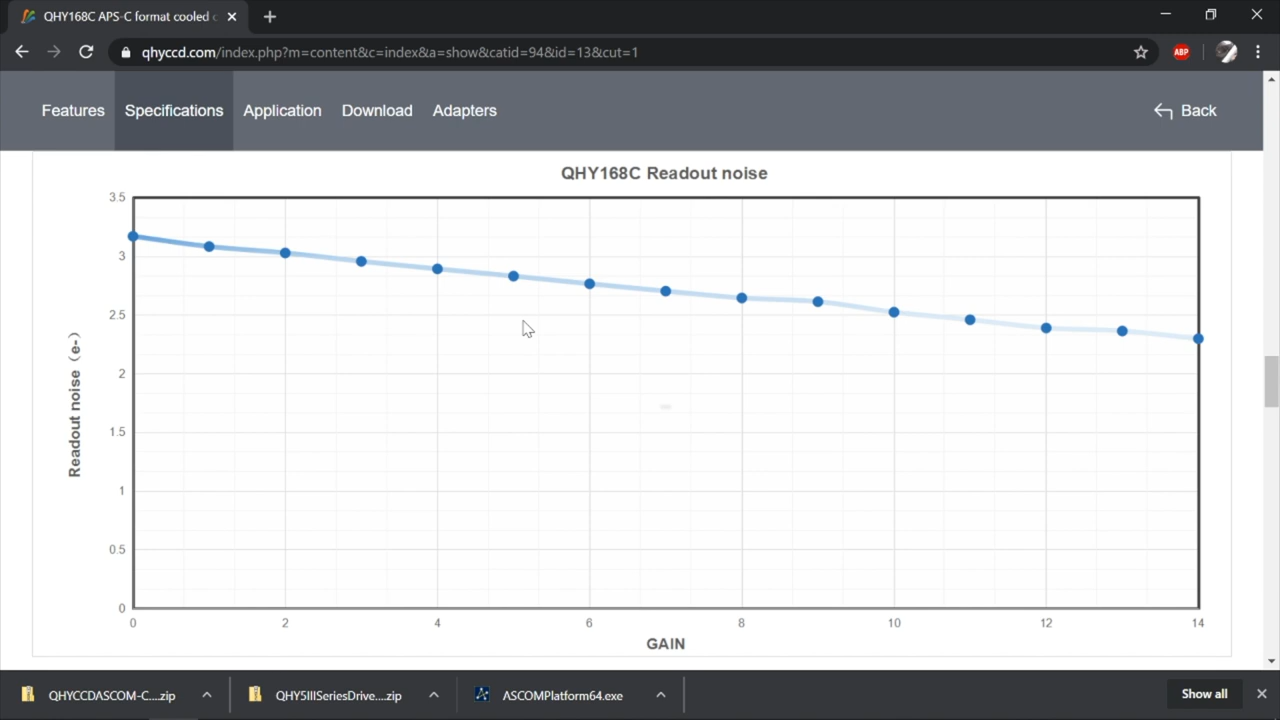 QHY168C APS-C format cooled c
qhyccd.com/index.php?m=content&c=index&a=show&catid=94&id=13&cut=1
ABP
Features
Specifications
Application
Download
Adapters
Back
QHY168C Readout noise
3.5
3
2.5
2
1.5
1
0.5
0
Readout noise（e-）
0
2
4
6
8
10
12
14
GAIN
QHYCCDASCOM-C....zip
QHY5IIISeriesDrive....zip
ASCOMPlatform64.exe
Show all